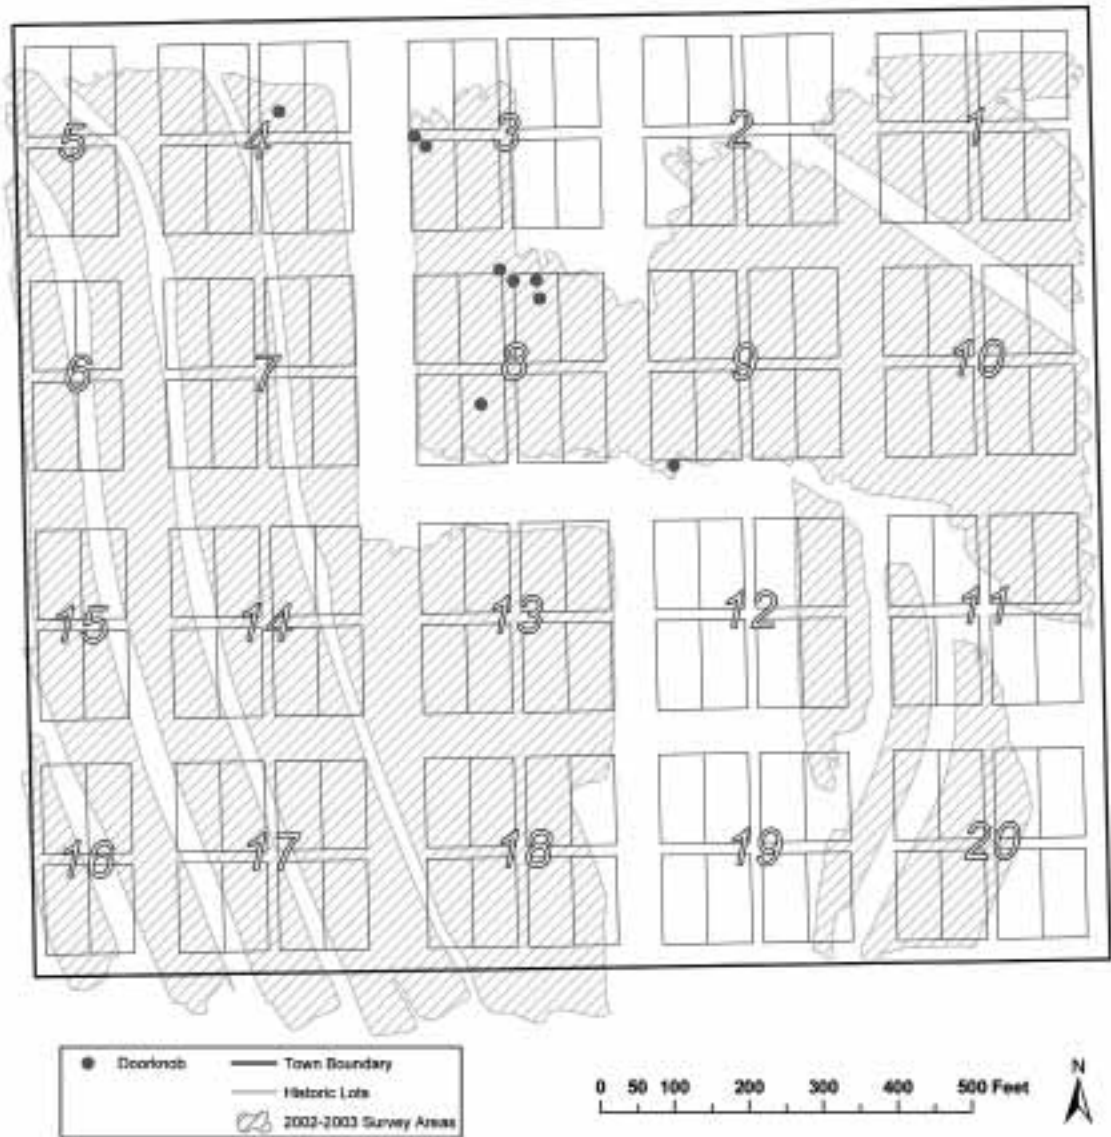 5 4 3 2 1
6 7 8 9 10
15 14 13 12 11
16 17 18 19 20
Doorknob
Town Boundary
Historic Lots
2002-2003 Survey Areas
0 50 100 200 300 400 500 Feet
N